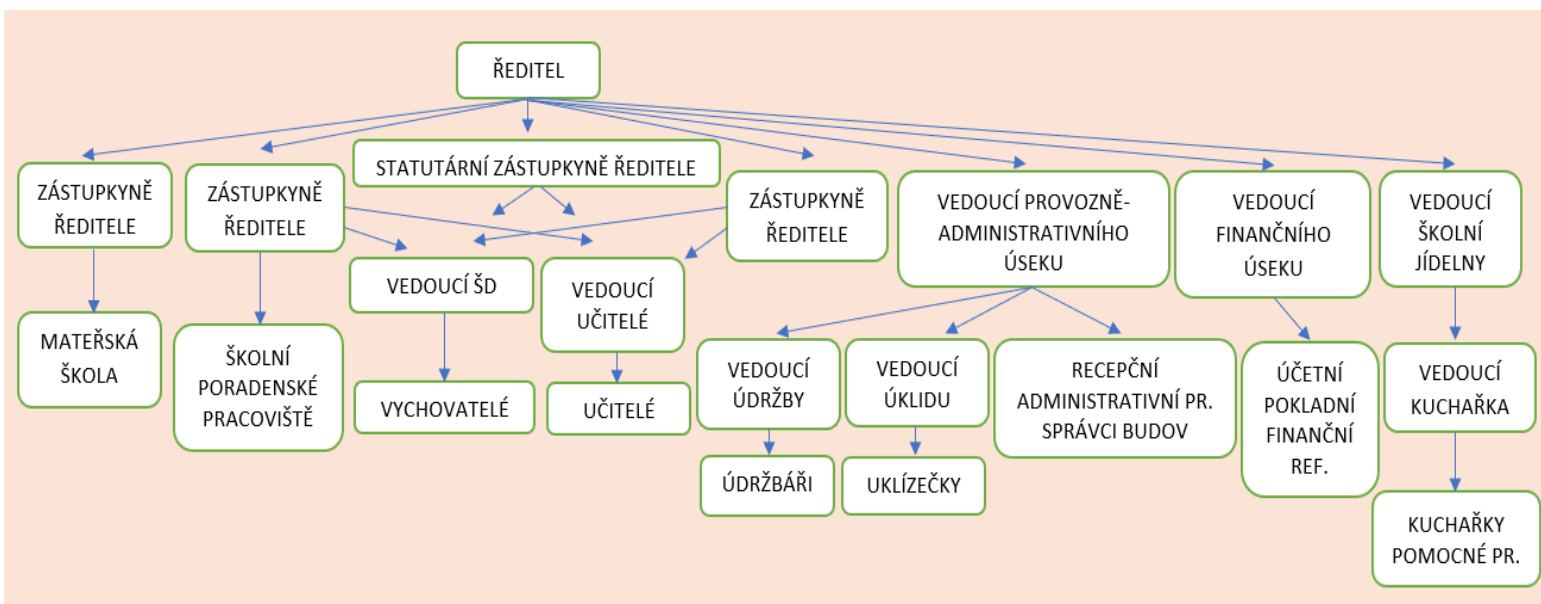 ŘEDITEL
STATUTÁRNÍ ZÁSTUPKYNĚ ŘEDITELE
ZÁSTUPKYNĚ
ŘEDITELE
ZÁSTUPKYNĚ
ŘEDITELE
ZÁSTUPKYNĚ
ŘEDITELE
VEDOUCÍ PROVOZNĚ-
ADMINISTRATIVNÍHO
ÚSEKU
VEDOUCÍ
FINANČNÍHO
ÚSEKU
VEDOUCÍ
ŠKOLNÍ
JÍDELNY
VEDOUCÍ ŠD
VEDOUCÍ
UČITELÉ
MATEŘSKÁ
ŠKOLA
ŠKOLNÍ
PORADENSKÉ
PRACOVIŠTĚ
VYCHOVATELÉ
UČITELÉ
VEDOUCÍ
ÚDRŽBY
VEDOUCÍ
ÚKLIDU
RECEPČNÍ
ADMINISTRATIVNÍ PR.
SPRÁVCI BUDOV
ÚČETNÍ
POKLADNÍ
FINANČNÍ
REF.
VEDOUCÍ
KUCHAŘKA
ÚDRŽBÁŘI
UKLÍZEČKY
KUCHAŘKY
POMOCNÉ PR.